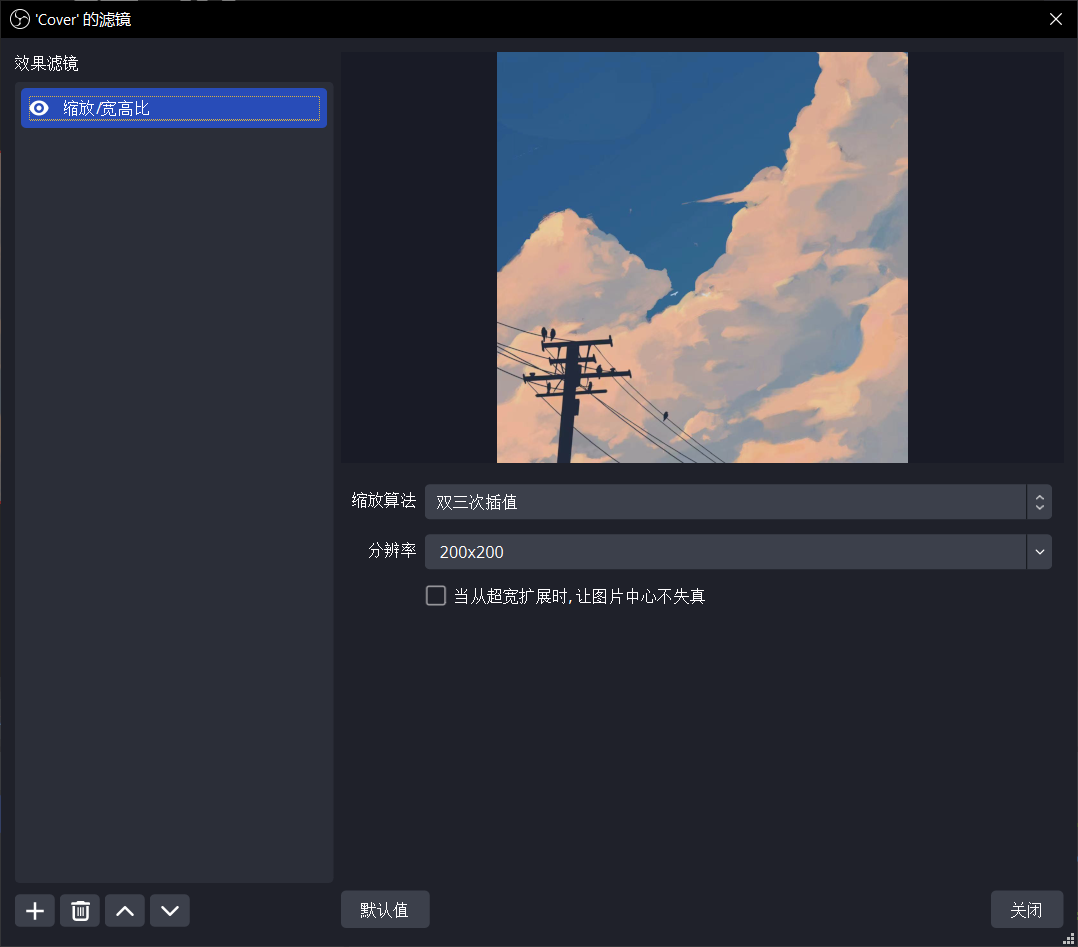 'Cover' 的滤镜
效果滤镜
缩放/宽高比
缩放算法
双三次插值
分辨率
200x200
当从超宽扩展时, 让图片中心不失真
默认值
关闭